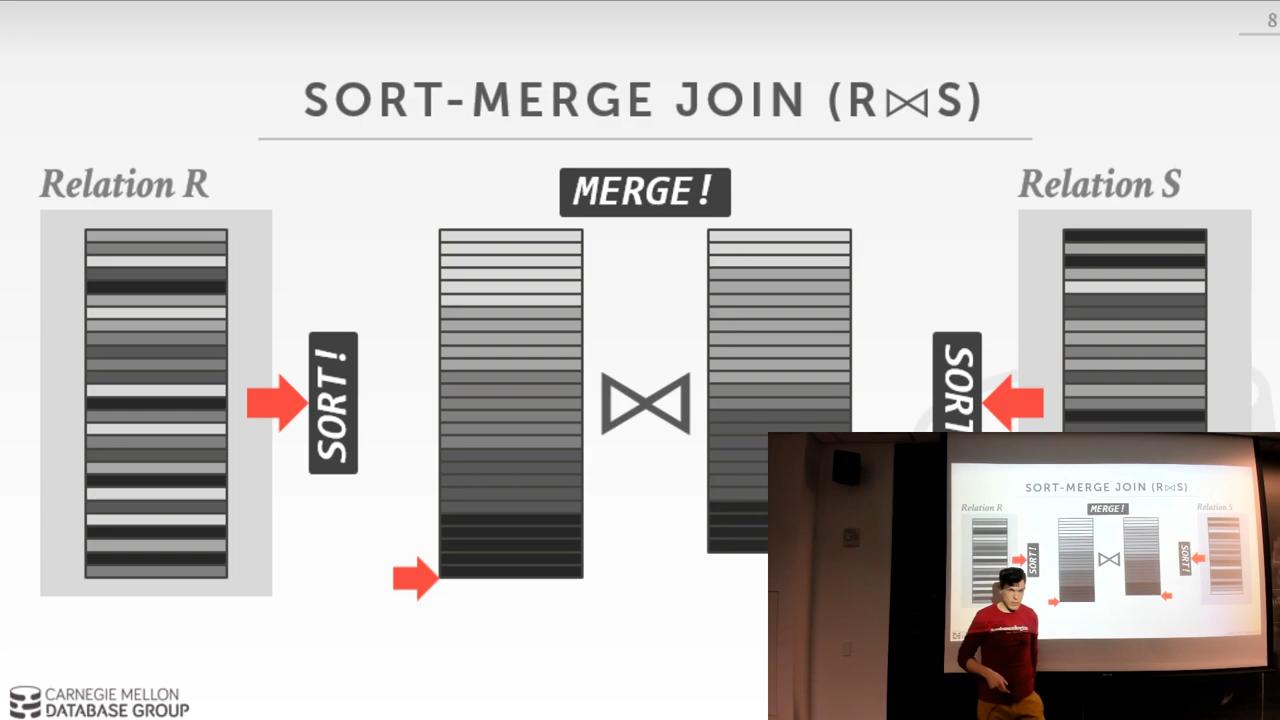 8
SORT-MERGE JOIN (R⋈S)
Relation R
MERGE!
Relation S
SORT!
SORT
CARNEGIE MELLON
DATABASE GROUP
SORT-MERGE JOIN (R⋈S)
Relation R
MERGE!
Relation S
SORT!
SORT!